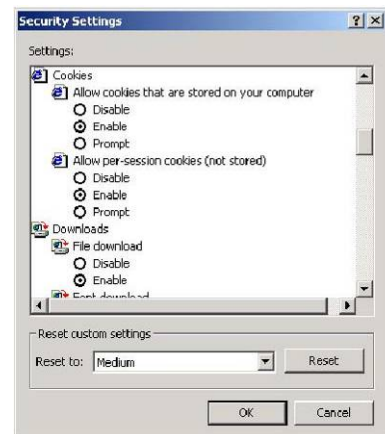 Security Settings
Settings:
Cookies
Allow cookies that are stored on your computer
Disable
Enable
Prompt
Allow per-session cookies (not stored)
Disable
Enable
Prompt
Downloads
File download
Disable
Enable
Font download
Reset custom settings
Reset to: Medium Reset
OK Cancel